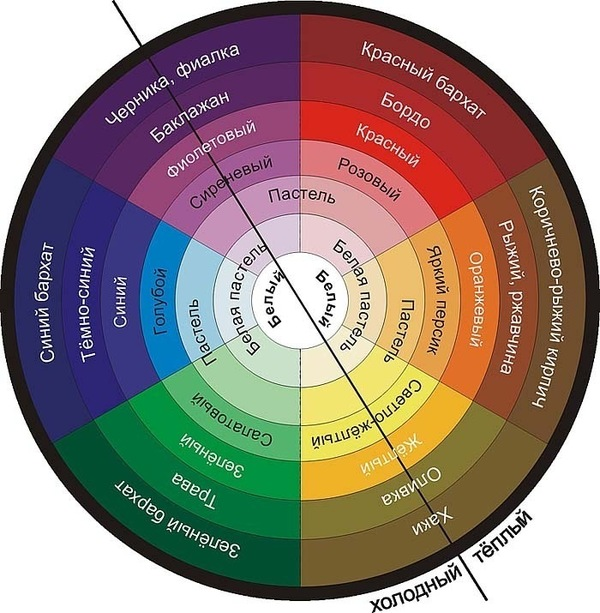 Черника, фиалка
Баклажан
Фиолетовый
Сиреневый
Пастель
Белая пастель
Белый
Красный бархат
Бордо
Красный
Розовый
Белая пастель
Белый
Коричнево-рыжий кирпич
Рыжий, ржавчина
Оранжевый
Яркий персик
Пастель
Синий бархат
Тёмно-синий
Синий
Голубой
Пастель
Белая пастель
Салатовый
Зелёный
Трава
Зелёный бархат
Светло-жёлтый
Жёлтый
Оливка
Хаки
холодный
тёплый